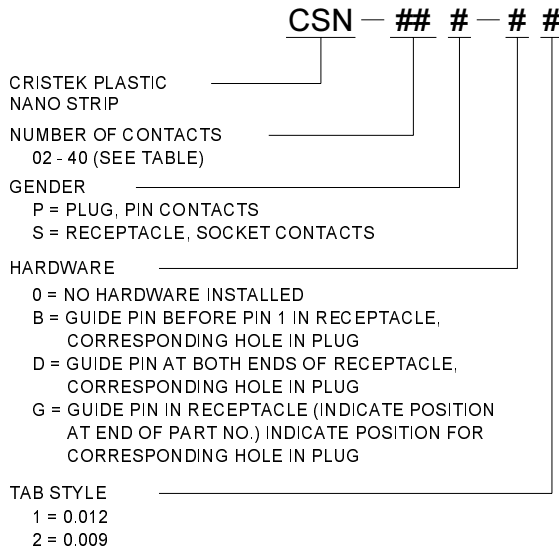 CSN — ## # — # #
CRISTEK PLASTIC
NANO STRIP
NUMBER OF CONTACTS
02 - 40 (SEE TABLE)
GENDER
P = PLUG, PIN CONTACTS
S = RECEPTACLE, SOCKET CONTACTS
HARDWARE
0 = NO HARDWARE INSTALLED
B = GUIDE PIN BEFORE PIN 1 IN RECEPTACLE,
CORRESPONDING HOLE IN PLUG
D = GUIDE PIN AT BOTH ENDS OF RECEPTACLE,
CORRESPONDING HOLE IN PLUG
G = GUIDE PIN IN RECEPTACLE (INDICATE POSITION
AT END OF PART NO.) INDICATE POSITION FOR
CORRESPONDING HOLE IN PLUG
TAB STYLE
1 = 0.012
2 = 0.009